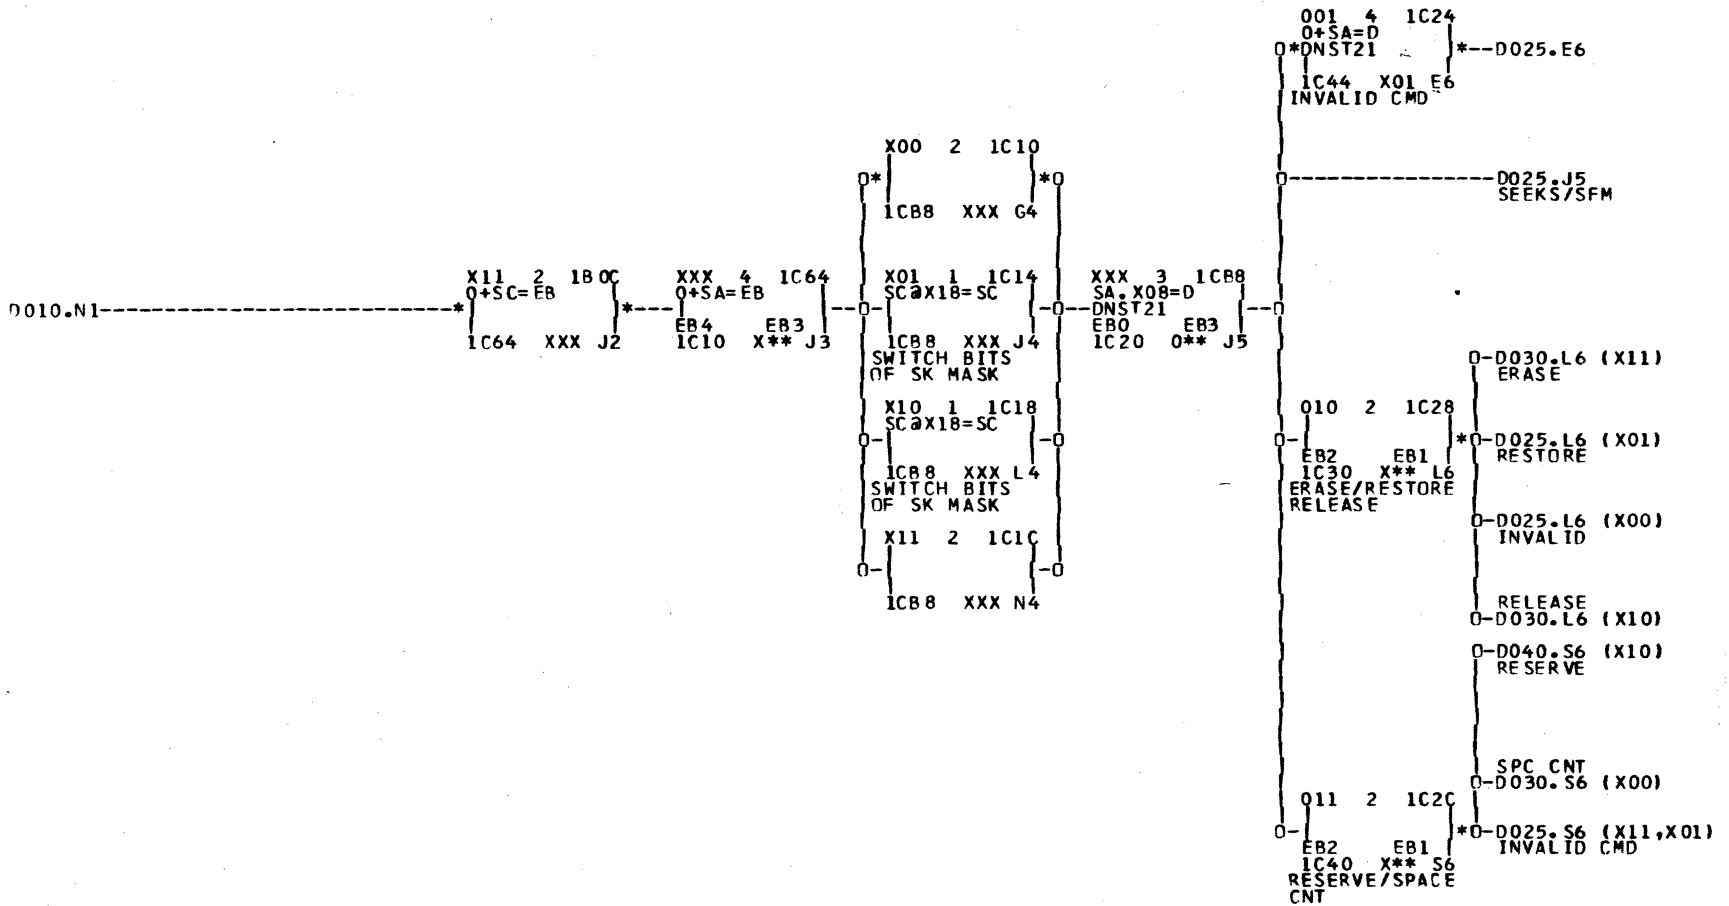 001 4 1C24
0+SA=D
0*DNST21 *--D025.E6
1C44 X01 E6
INVALID CMD
X00 2 1C10
0* *0
1CB8 XXX G4
0----------------D025.J5
SEEKS/SFM
X11 2 1B0C
0+SC=EB
D010.N1---------------------------* *---
1C64 XXX J2
XXX 4 1C64
0+SA=EB
EB4 EB3
1C10 X** J3
X01 1 1C14
SC@X18=SC
--0- -0--
1CB8 XXX J4
SWITCH BITS
OF SK MASK
XXX 3 1CB8
SA.X08=D
DNST21 --0
EB0 EB3
1C20 0** J5
X10 1 1C18
SC@X18=SC
0- -0
1CB8 XXX L4
SWITCH BITS
OF SK MASK
X11 2 1C1C
0- -0
1CB8 XXX N4
010 2 1C28
0- *0-D025.L6 (X01)
RESTORE
EB2 EB1
1C30 X** L6
ERASE/RESTORE
RELEASE
0-D030.L6 (X11)
ERASE
0-D025.L6 (X00)
INVALID
RELEASE
0-D030.L6 (X10)
0-D040.S6 (X10)
RESERVE
SPC CNT
0-D030.S6 (X00)
011 2 1C2C
0- *0-D025.S6 (X11,X01)
INVALID CMD
EB2 EB1
1C40 X** S6
RESERVE/SPACE
CNT